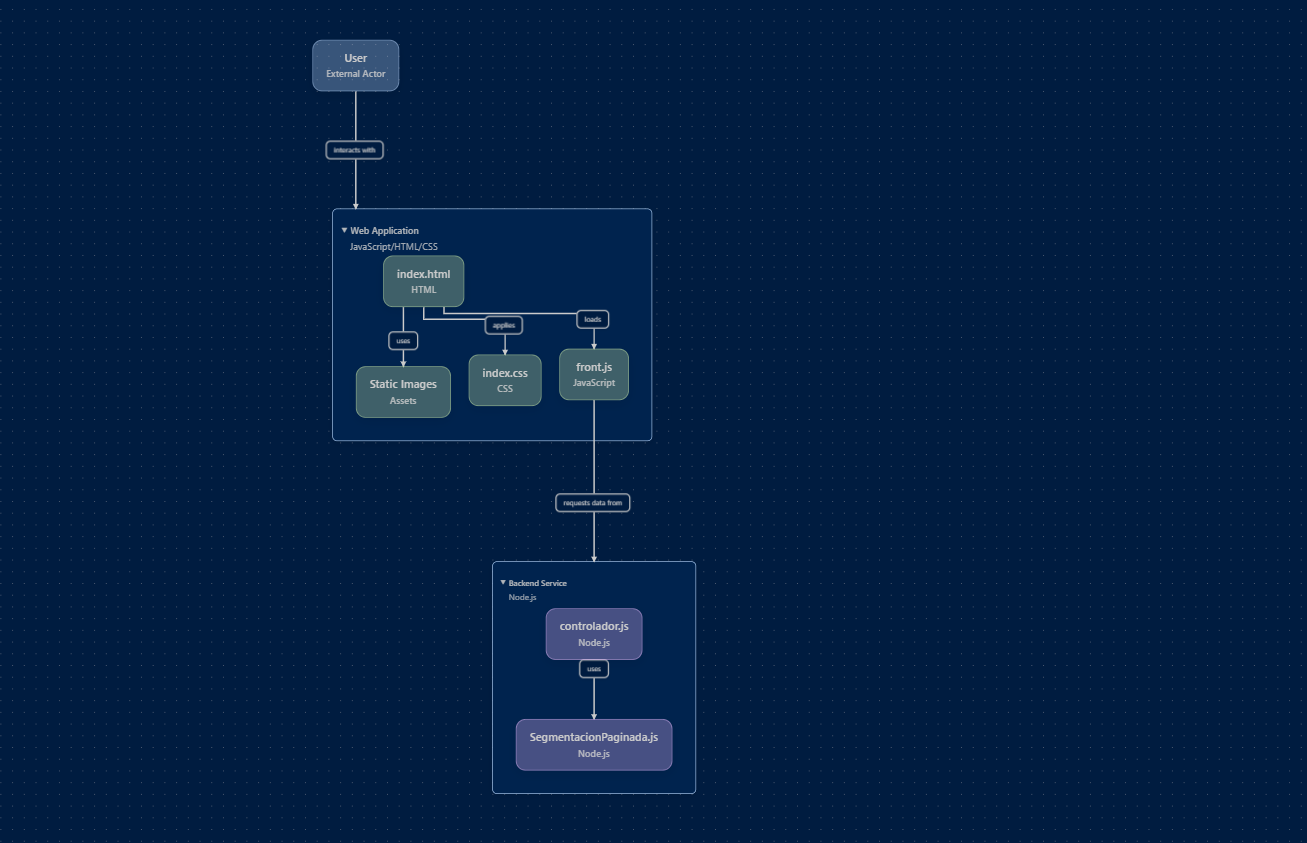 User
External Actor
interacts with
Web Application
JavaScript/HTML/CSS
index.html
HTML
loads
applies
uses
front.js
JavaScript
index.css
CSS
Static Images
Assets
requests data from
Backend Service
Node.js
controlador.js
Node.js
uses
SegmentacionPaginada.js
Node.js